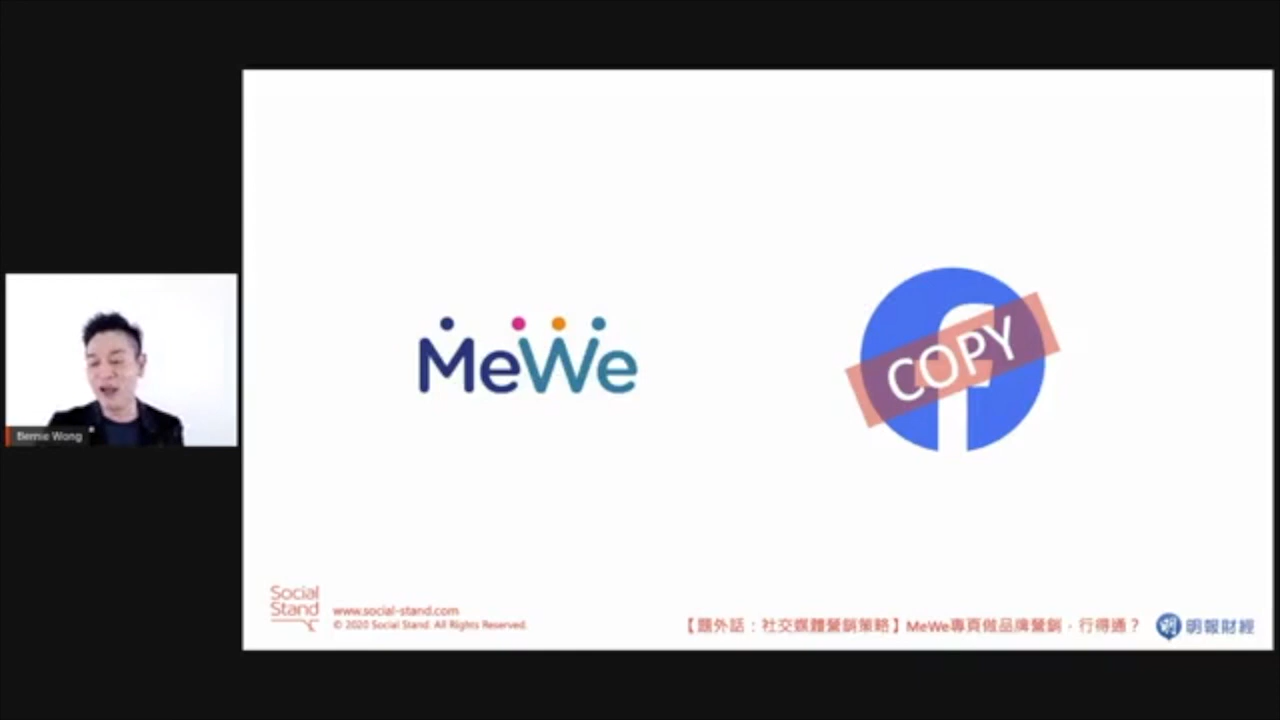 MeWe
COPY
Bernie Wong
Social
Stand
www.social-stand.com
© 2020 Social Stand. All Rights Reserved.
【題外話：社交媒體營銷策略】MeWe專頁做品牌營銷，行得通？
明報財經